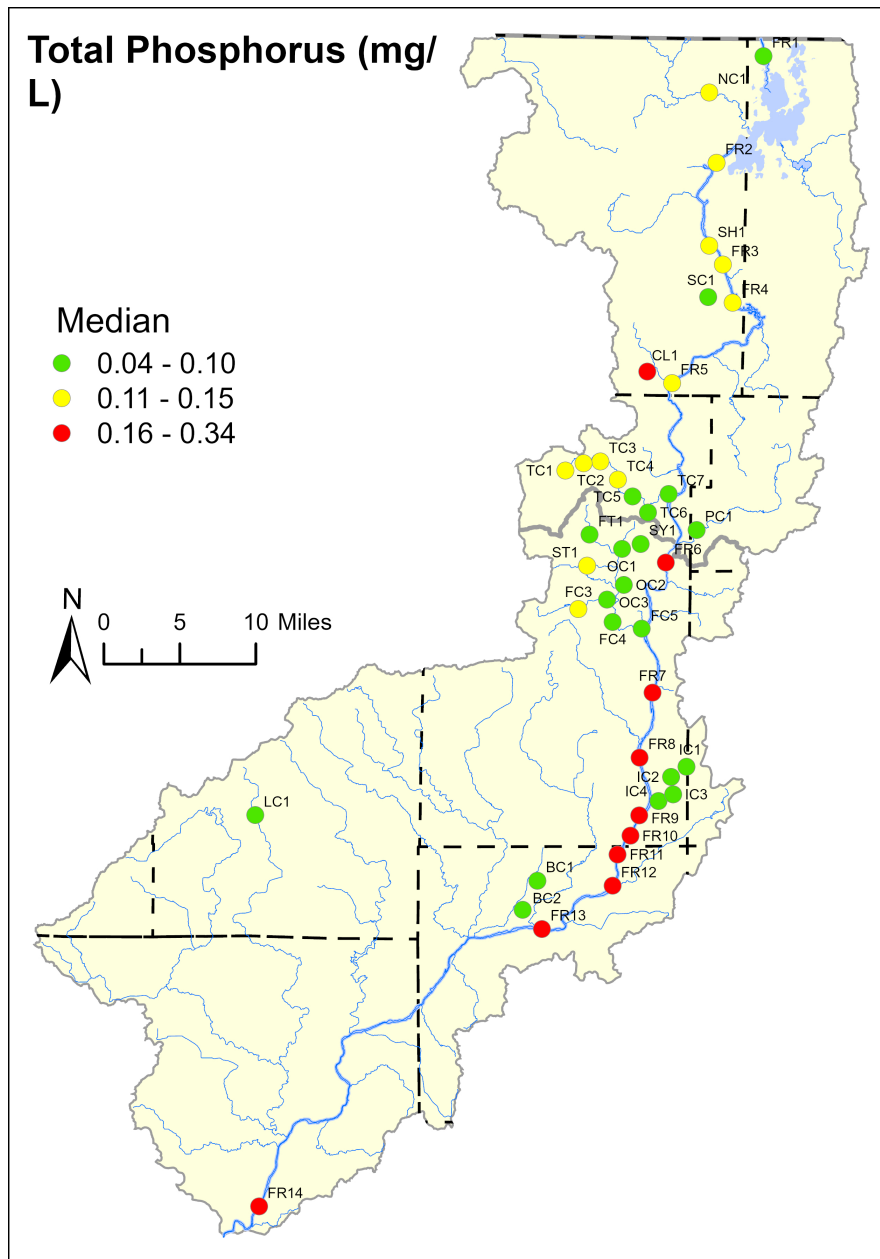 Total Phosphorus (mg/
L)
FR1
NC1
FR2
SH1
FR3
SC1
FR4
Median
0.04 - 0.10
0.11 - 0.15
0.16 - 0.34
CL1
FR5
TC3
TC1
TC2
TC4
TC5
TC7
TC6
PC1
FT1
SY1
ST1
OC1
FR6
OC2
FC3
OC3
FC4
FC5
N
0 5 10 Miles
FR7
FR8
IC1
IC2
IC4
IC3
LC1
FR9
FR10
FR11
BC1
FR12
BC2
FR13
FR14